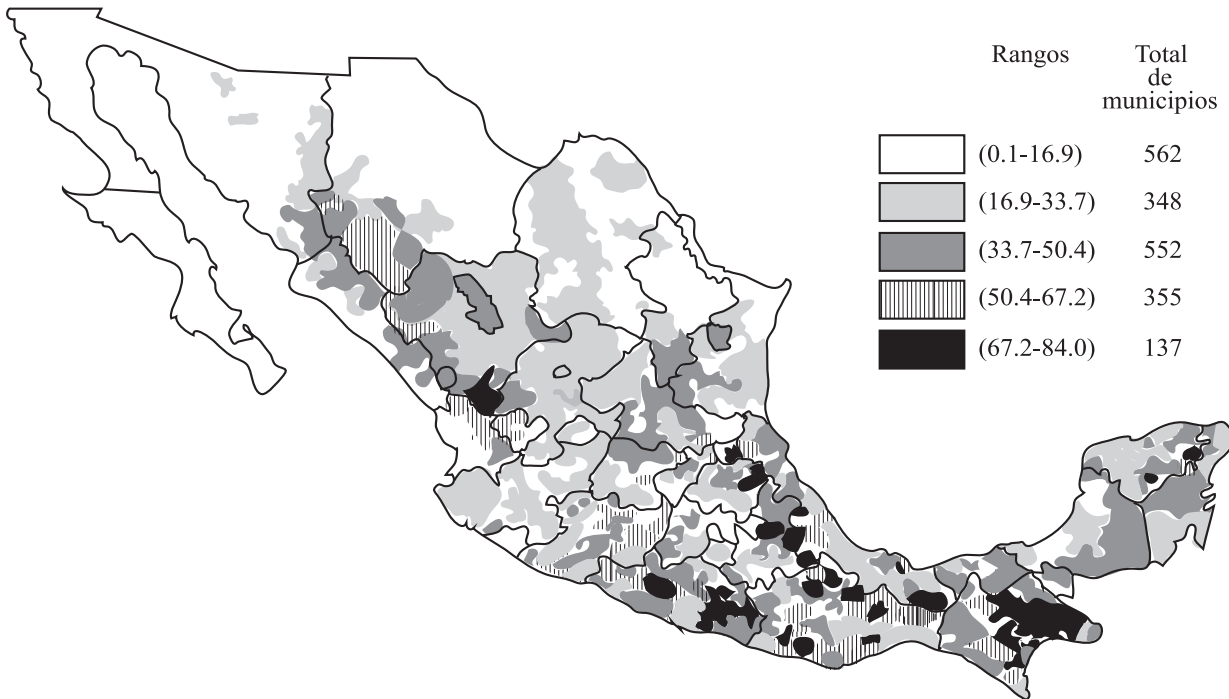 Rangos
Total
de
municipios
(0.1-16.9) 562
(16.9-33.7) 348
(33.7-50.4) 552
(50.4-67.2) 355
(67.2-84.0) 137